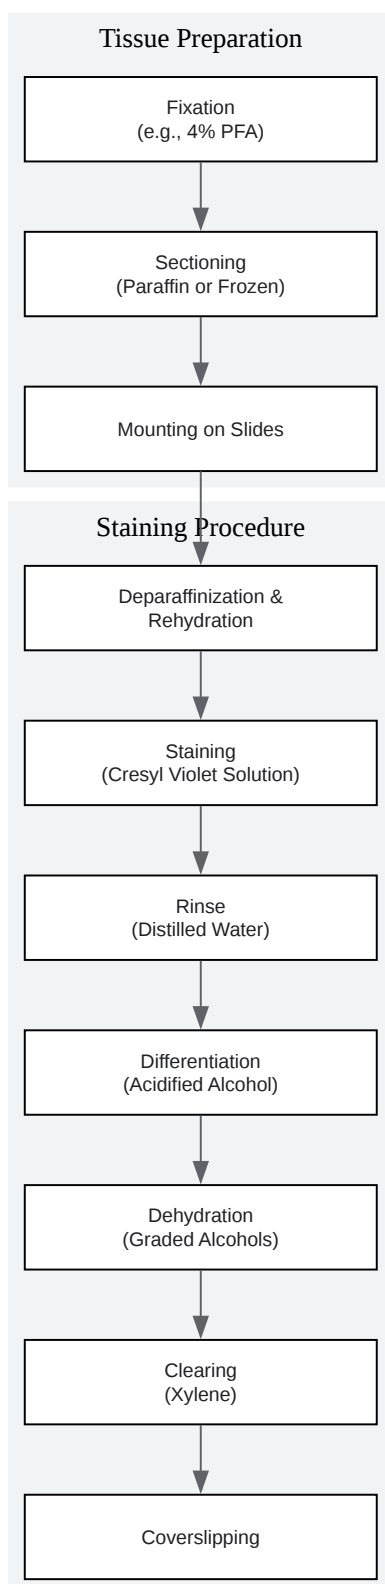 Tissue Preparation
Fixation
(e.g., 4% PFA)
Sectioning
(Paraffin or Frozen)
Mounting on Slides
Staining Procedure
Deparaffinization &
Rehydration
Staining
(Cresyl Violet Solution)
Rinse
(Distilled Water)
Differentiation
(Acidified Alcohol)
Dehydration
(Graded Alcohols)
Clearing
(Xylene)
Coverslipping